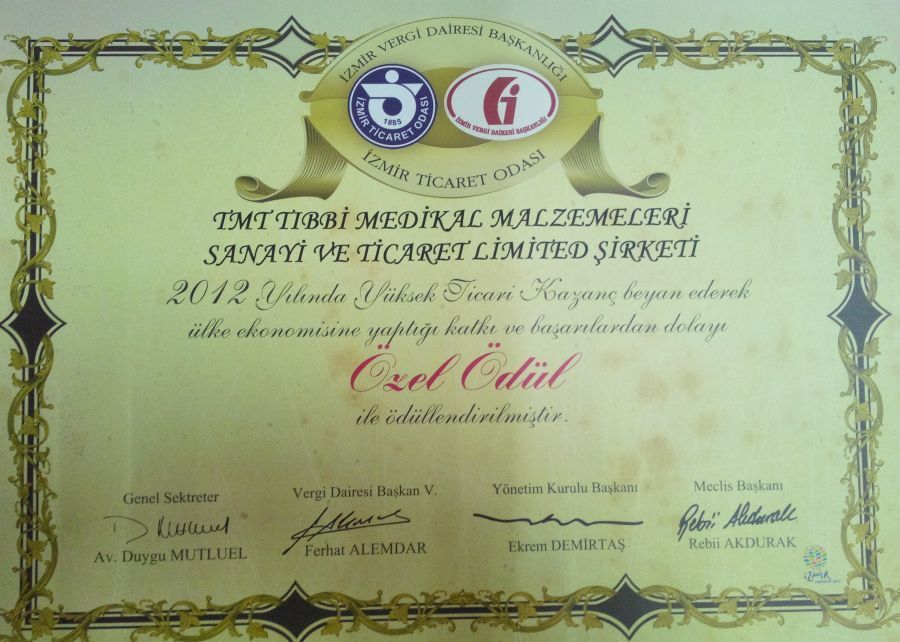 İZMİR VERGİ DAİRESİ BAŞKANLIĞI
1885
İZMİR TİCARET ODASI
İZMİR VERGİ DAİRESİ BAŞKANLIĞI
İZMİR TİCARET ODASI
TMT TIBBİ MEDİKAL MALZEMELERİ
SANAYİ VE TİCARET LİMİTED ŞİRKETİ
2012 Yılında Yüksek Ticari Kazanç beyan ederek
ülke ekonomisine yaptığı katkı ve başarılardan dolayı
Özel Ödül
ile ödüllendirilmiştir.
Genel Sektreter
Av. Duygu MUTLUEL
Vergi Dairesi Başkan V.
Ferhat ALEMDAR
Yönetim Kurulu Başkanı
Ekrem DEMİRTAŞ
Meclis Başkanı
Rebii Akdurak
Rebii AKDURAK
İZMİR